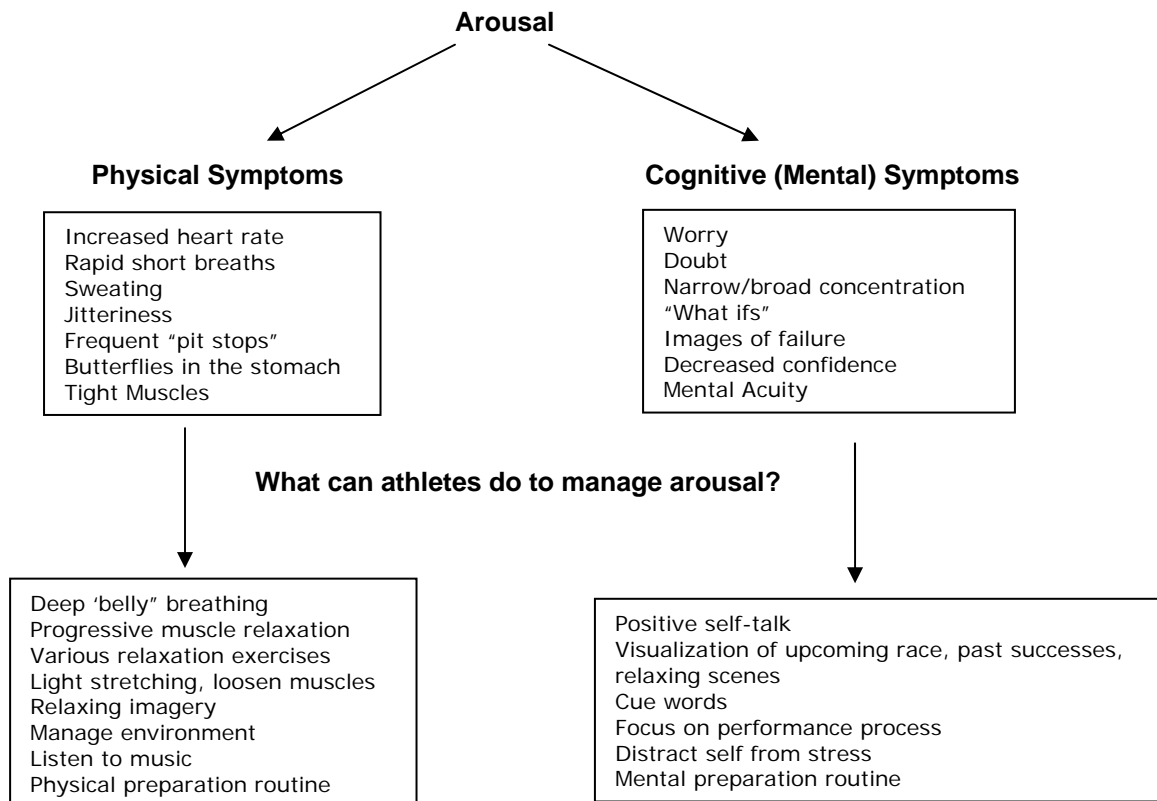 Arousal
Physical Symptoms
Increased heart rate
Rapid short breaths
Sweating
Jitteriness
Frequent “pit stops”
Butterflies in the stomach
Tight Muscles
Cognitive (Mental) Symptoms
Worry
Doubt
Narrow/broad concentration
“What ifs”
Images of failure
Decreased confidence
Mental Acuity
What can athletes do to manage arousal?
Deep ‘belly” breathing
Progressive muscle relaxation
Various relaxation exercises
Light stretching, loosen muscles
Relaxing imagery
Manage environment
Listen to music
Physical preparation routine
Positive self-talk
Visualization of upcoming race, past successes,
relaxing scenes
Cue words
Focus on performance process
Distract self from stress
Mental preparation routine